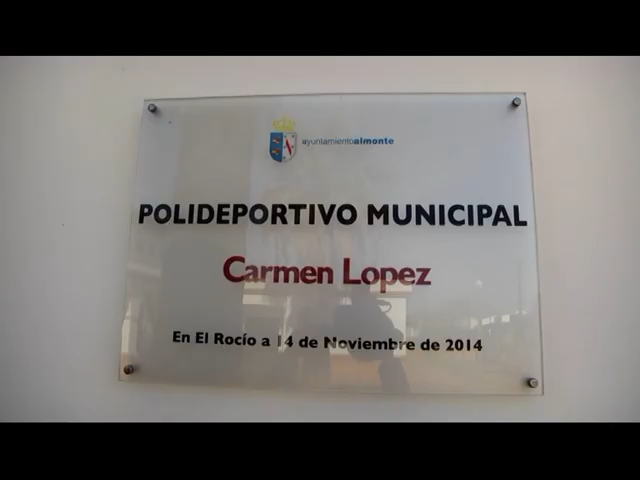 ayuntamientoalmonte
POLIDEPORTIVO MUNICIPAL
Carmen Lopez
En El Rocío a 14 de Noviembre de 2014